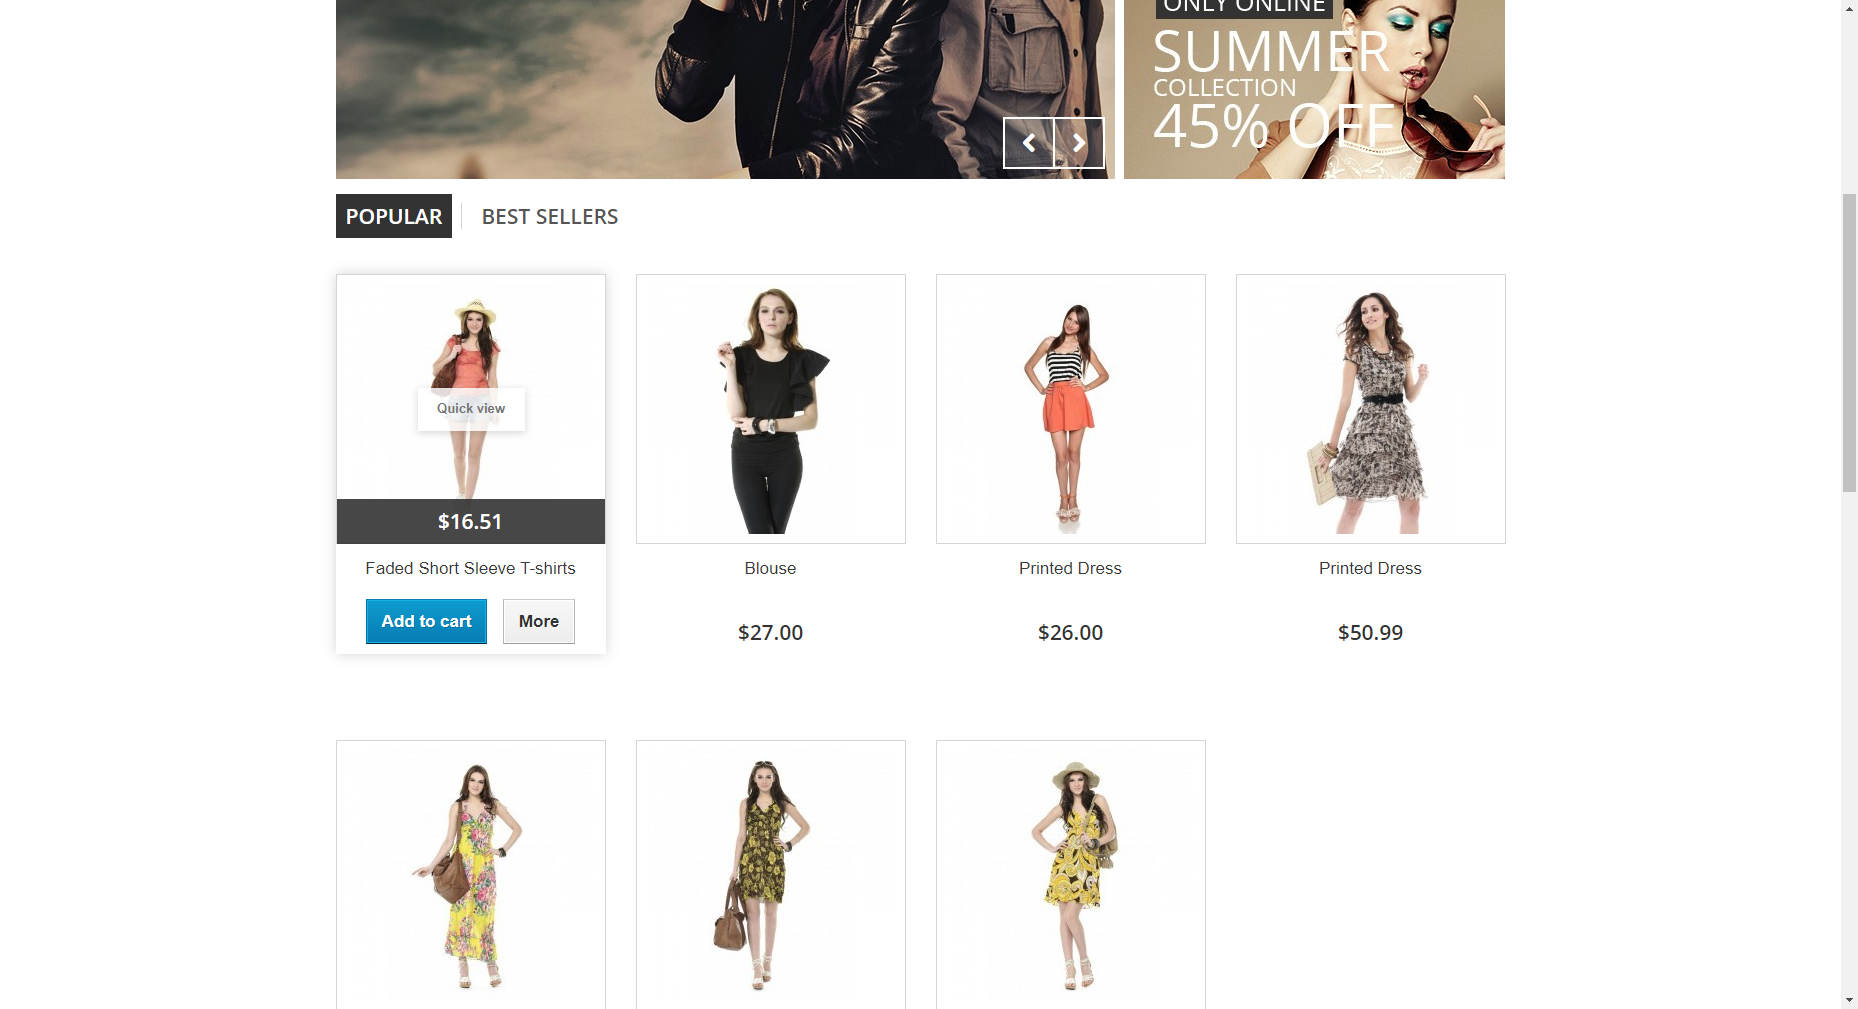 ONLY ONLINE
SUMMER
COLLECTION
45% OFF
POPULAR
BEST SELLERS
Quick view
$16.51
Faded Short Sleeve T-shirts
Add to cart
More
Blouse
$27.00
Printed Dress
$26.00
Printed Dress
$50.99